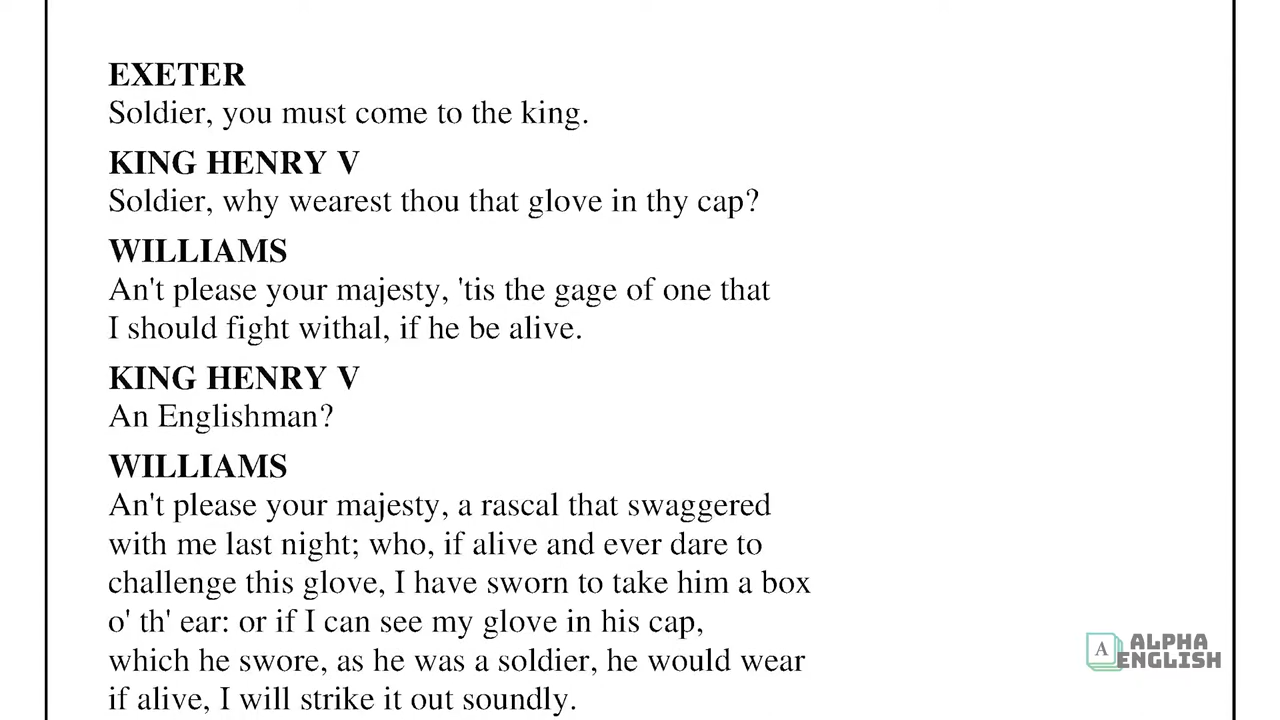 EXETER
Soldier, you must come to the king.
KING HENRY V
Soldier, why wearest thou that glove in thy cap?
WILLIAMS
An't please your majesty, 'tis the gage of one that
I should fight withal, if he be alive.
KING HENRY V
An Englishman?
WILLIAMS
An't please your majesty, a rascal that swaggered
with me last night; who, if alive and ever dare to
challenge this glove, I have sworn to take him a box
o' th' ear: or if I can see my glove in his cap,
which he swore, as he was a soldier, he would wear
if alive, I will strike it out soundly.
A
ALPHA
ENGLISH